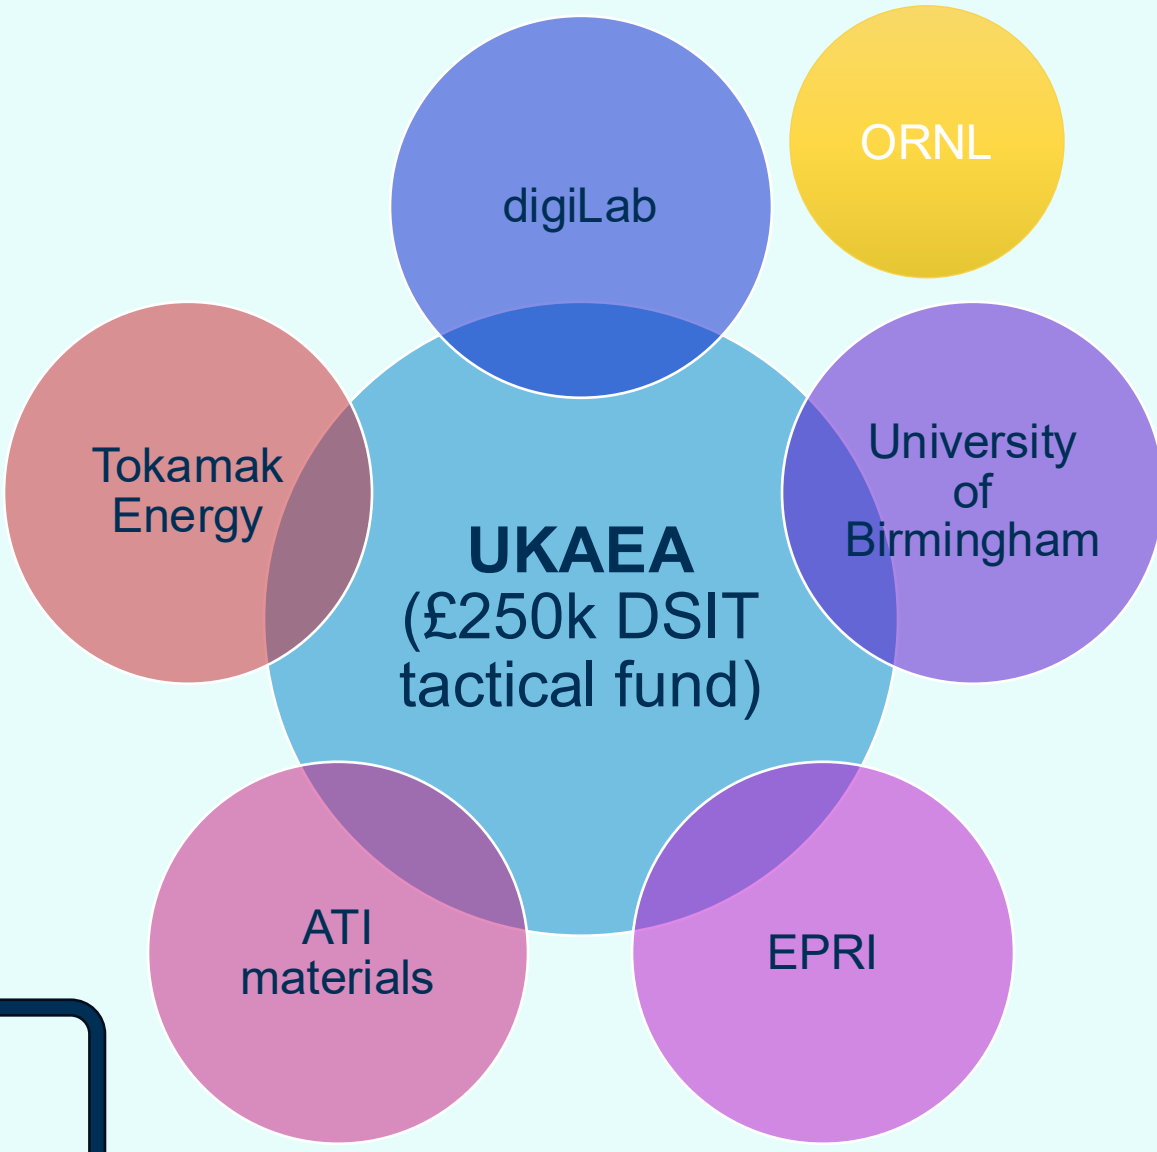 digiLab
ORNL
University
of
Birmingham
Tokamak
Energy
UKAEA
(£250k DSIT
tactical fund)
ATI
materials
EPRI